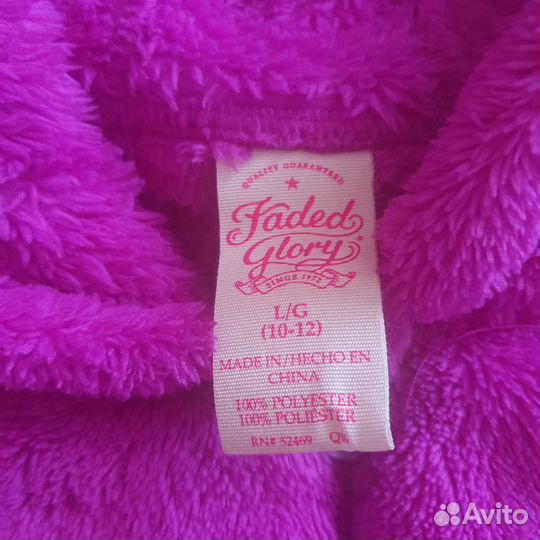 QUALITY GUARANTEED
Faded
Glory
SINCE 1972
L/G
(10-12)
MADE IN/HECHO EN
CHINA
100% POLYESTER
100% POLIÉSTER
RN# 52469
Avito